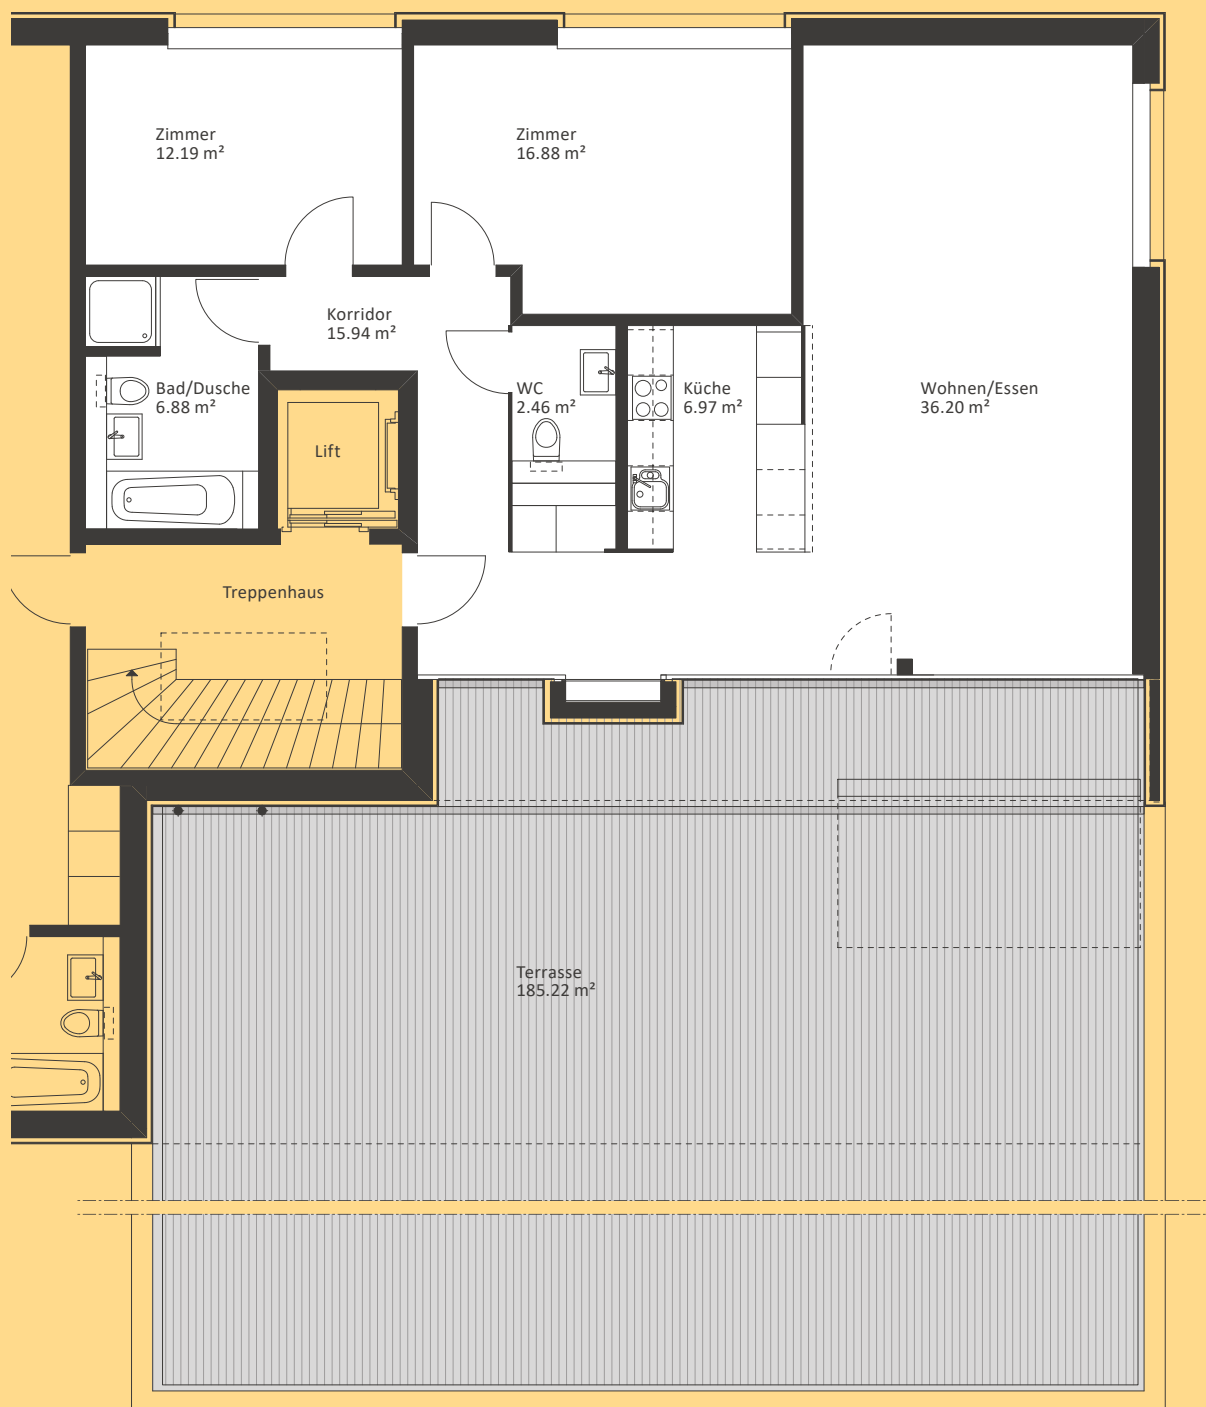 Zimmer
12.19 m²
Zimmer
16.88 m²
Korridor
15.94 m²
Bad/Dusche
6.88 m²
WC
2.46 m²
Küche
6.97 m²
Wohnen/Essen
36.20 m²
Lift
Treppenhaus
Terrasse
185.22 m²